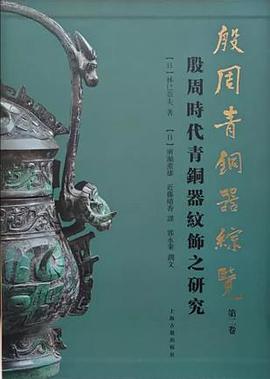 殷周青銅器綜覽
第二卷
殷周時代青銅器紋飾之研究
【日】林巳奈夫 著
【日】廣瀨薰雄 近藤晴香 譯 郭永秉 潤文
上海古籍出版社